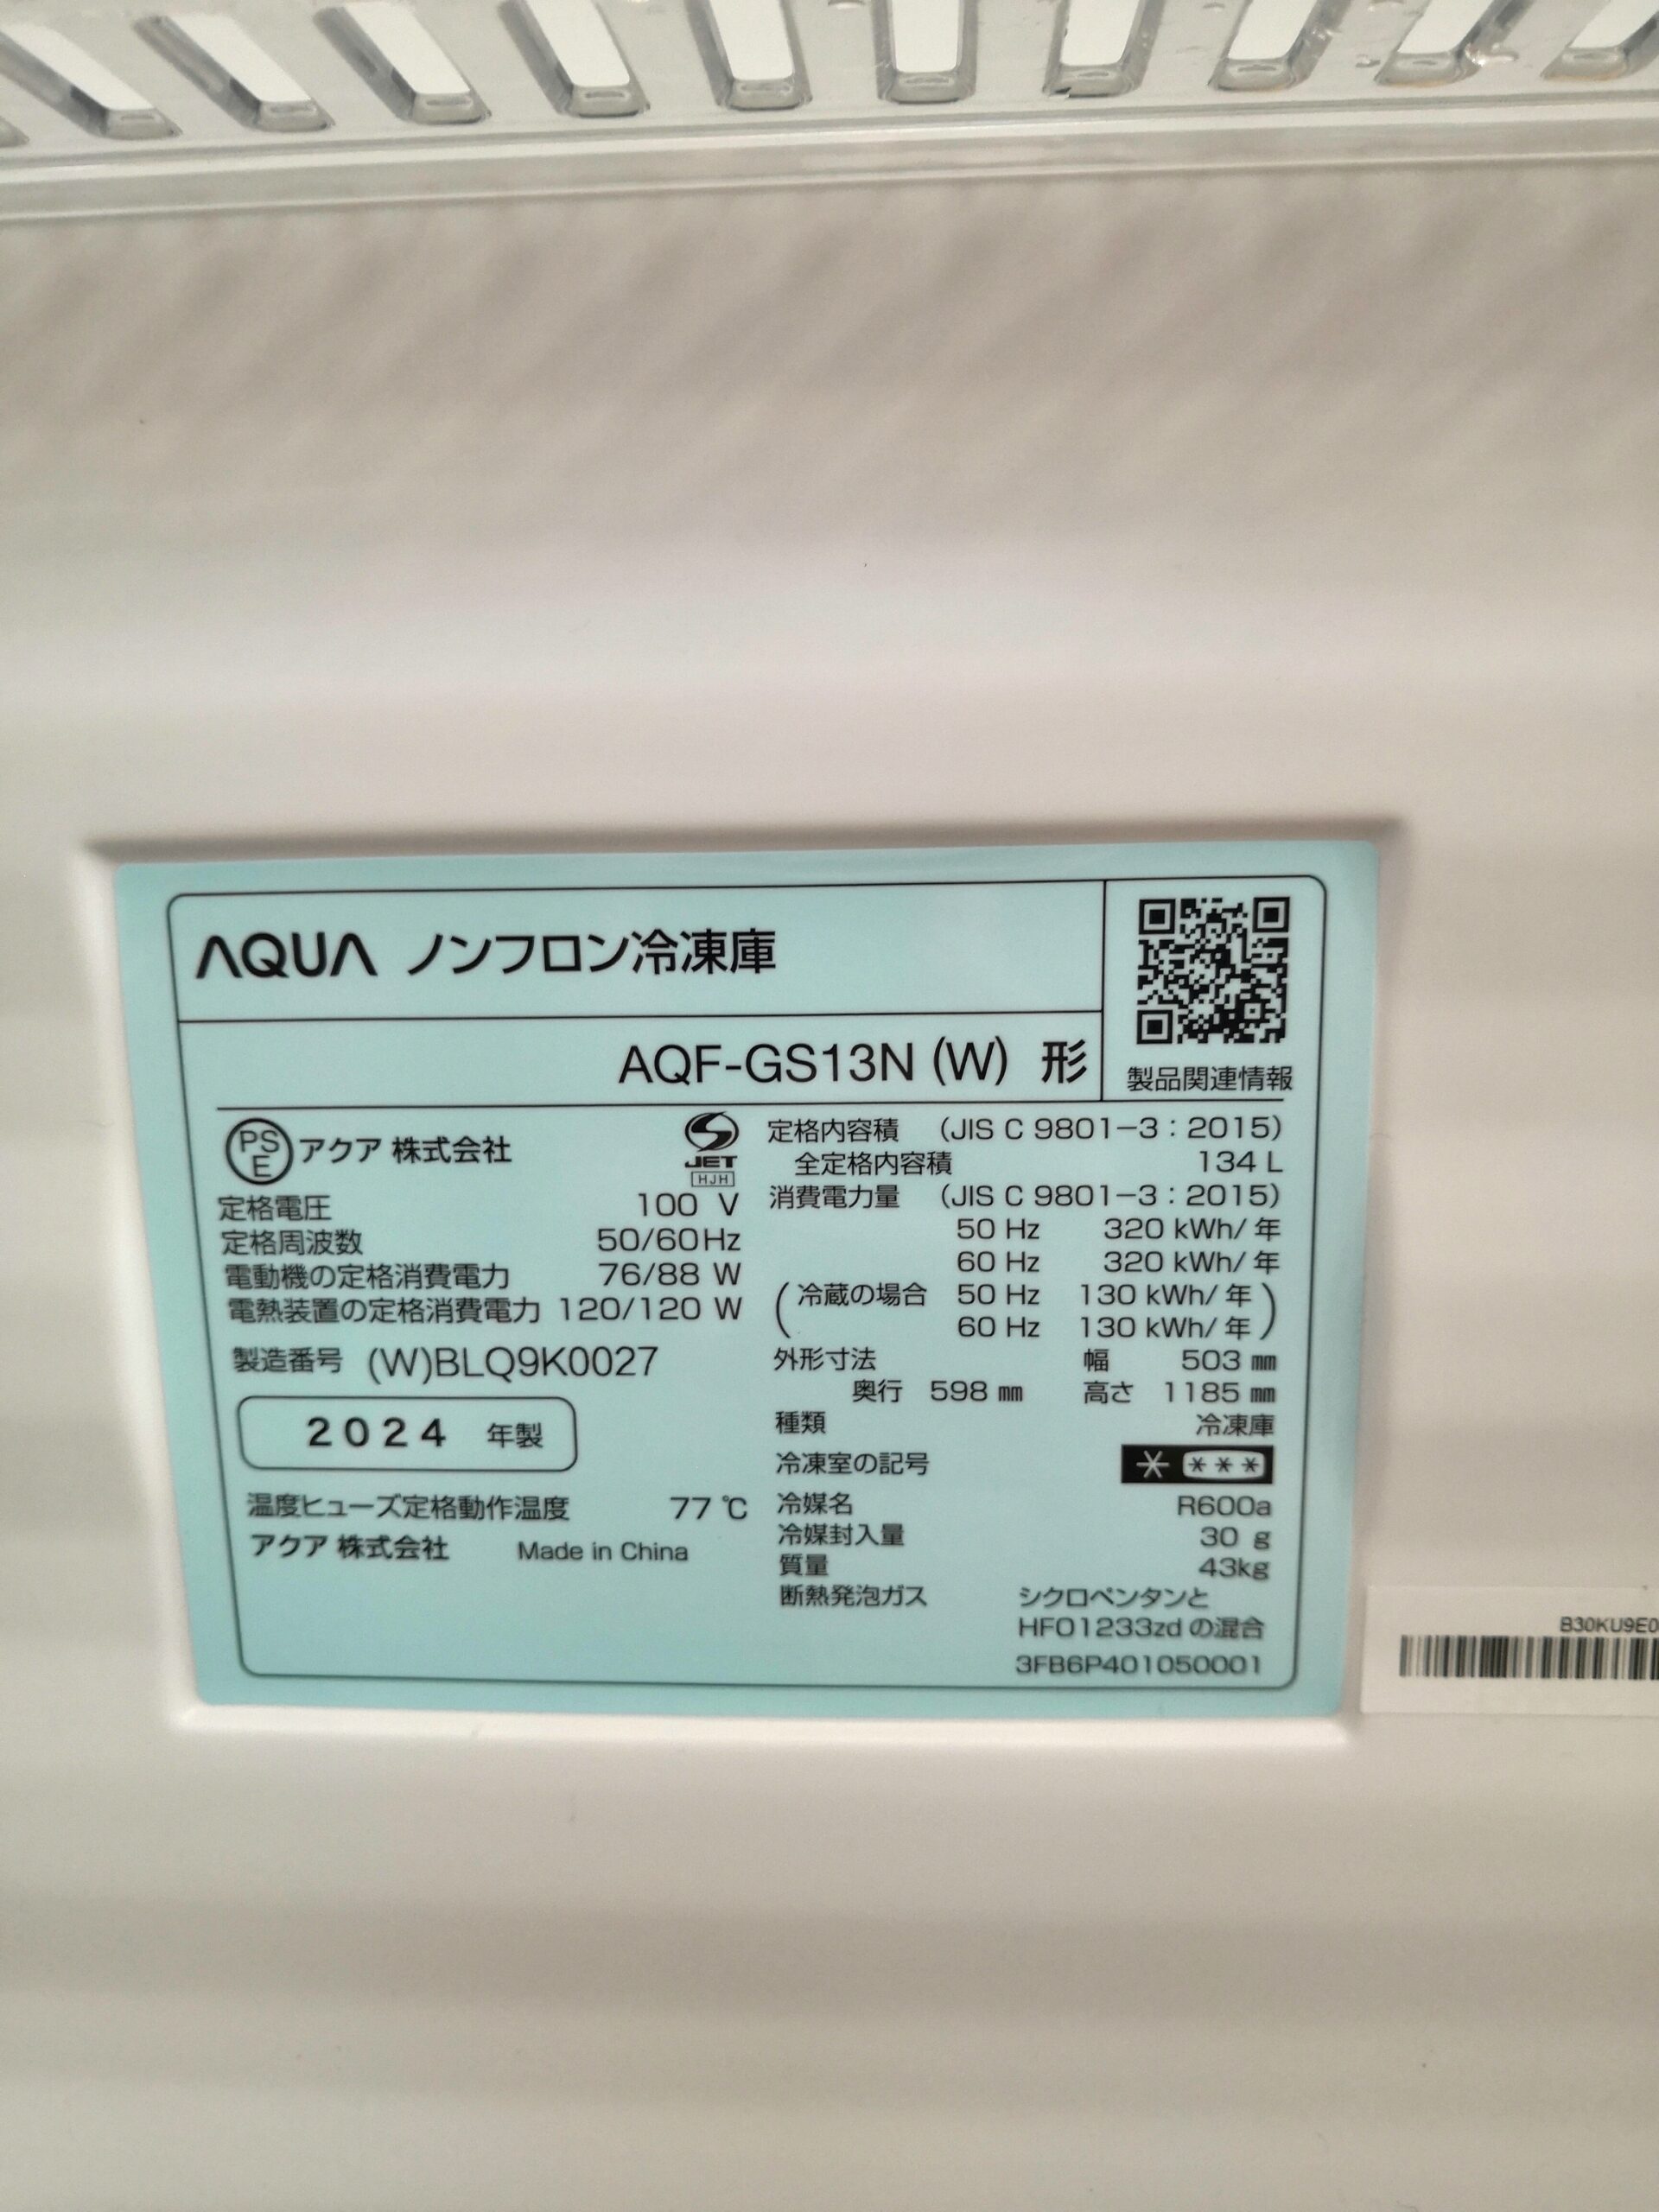 AQUA ノンフロン冷凍庫
AQF-GS13N (W) 形
製品関連情報
PSE アクア 株式会社
JET
HJH
定格電圧 100 V
定格周波数 50/60Hz
電動機の定格消費電力 76/88 W
電熱装置の定格消費電力 120/120 W
製造番号 (W)BLQ9K0027
2024 年製
温度ヒューズ定格動作温度 77 ℃
アクア 株式会社 Made in China
定格内容積 (JIS C 9801-3:2015)
全定格内容積 134 L
消費電力量 (JIS C 9801-3:2015)
50 Hz 320 kWh/年
60 Hz 320 kWh/年
(冷蔵の場合 50 Hz 130 kWh/年
60 Hz 130 kWh/年)
外形寸法 幅 503 ㎜
奥行 598 ㎜ 高さ 1185 ㎜
種類 冷凍庫
冷凍室の記号 * ***
冷媒名 R600a
冷媒封入量 30 g
質量 43kg
断熱発泡ガス シクロペンタンと
HFO1233zd の混合
3FB6P401050001
B30KU9E0